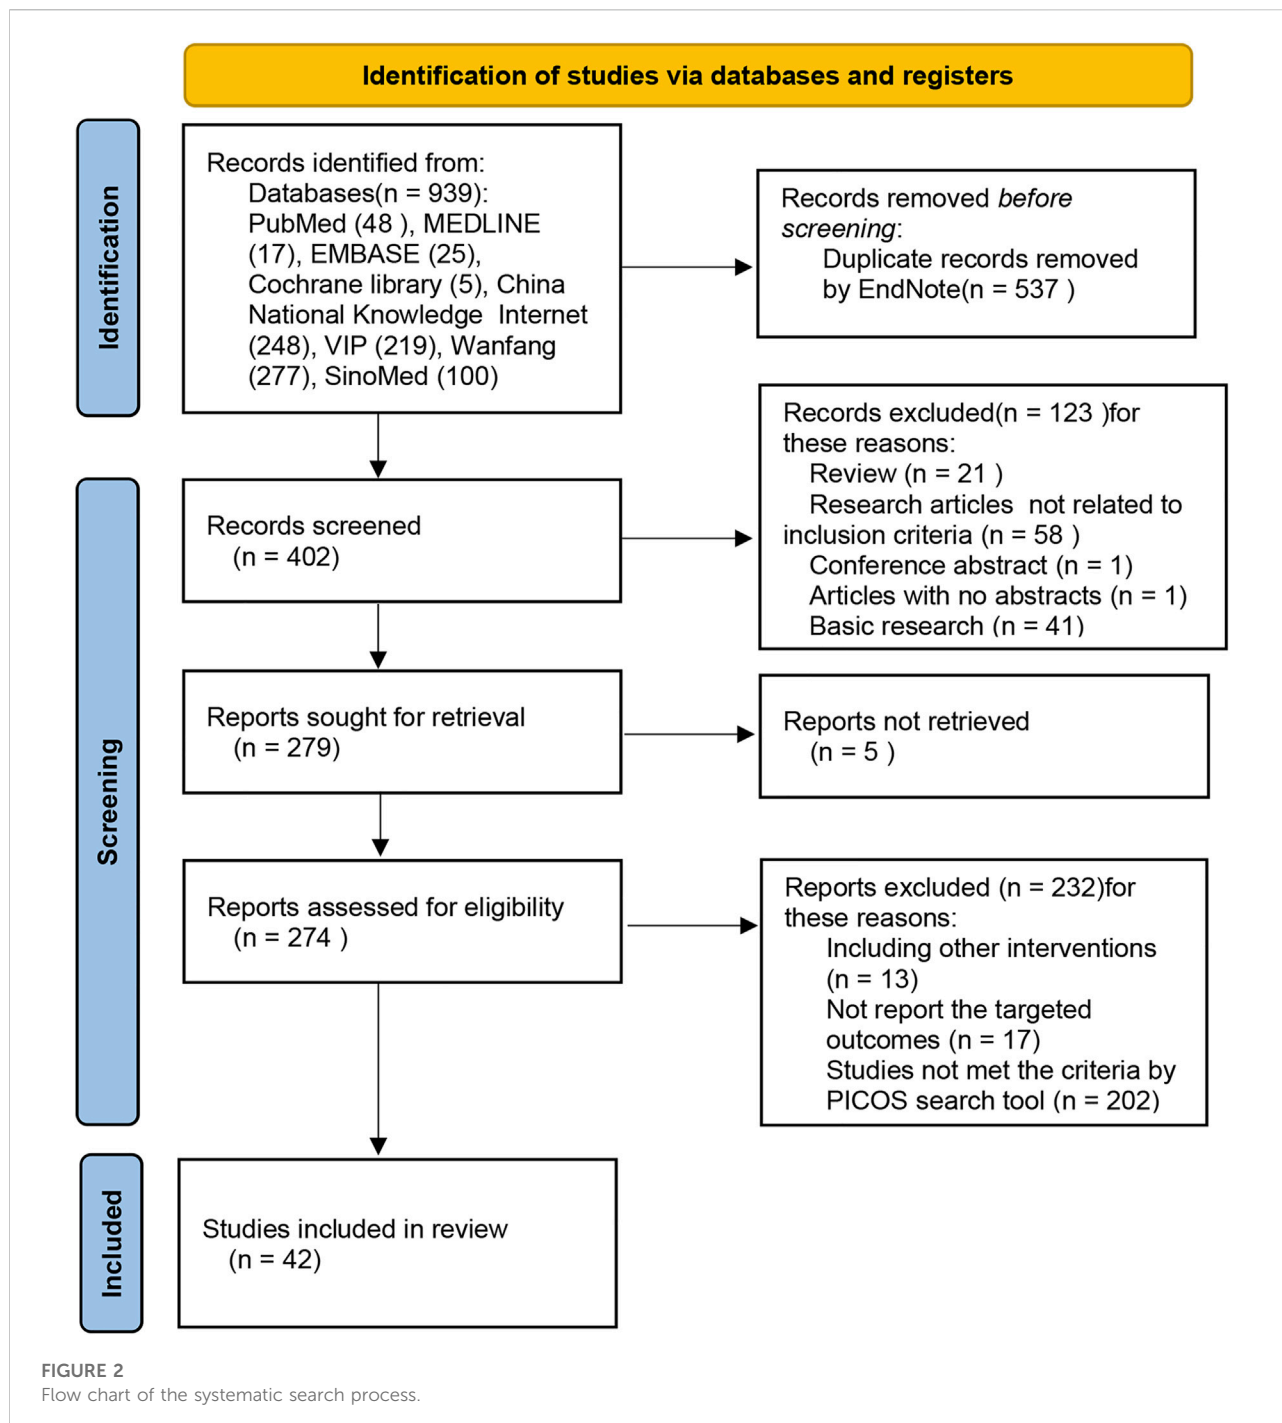 Identification of studies via databases and registers
Identification
Records identified from:
Databases(n = 939):
PubMed (48 ), MEDLINE
(17), EMBASE (25),
Cochrane library (5), China
National Knowledge  Internet
(248), VIP (219), Wanfang
(277), SinoMed (100)
Records removed before
screening:
Duplicate records removed
by EndNote(n = 537 )
Screening
Records screened
(n = 402)
Records excluded(n = 123 )for
these reasons:
Review (n = 21 )
Research articles  not related to
inclusion criteria (n = 58 )
Conference abstract (n = 1)
Articles with no abstracts (n = 1)
Basic research (n = 41)
Reports sought for retrieval
(n = 279)
Reports not retrieved
(n = 5 )
Reports assessed for eligibility
(n = 274 )
Reports excluded (n = 232)for
these reasons:
Including other interventions
(n = 13)
Not report the targeted
outcomes (n = 17)
Studies not met the criteria by
PICOS search tool (n = 202)
Included
Studies included in review
(n = 42)
FIGURE 2
Flow chart of the systematic search process.